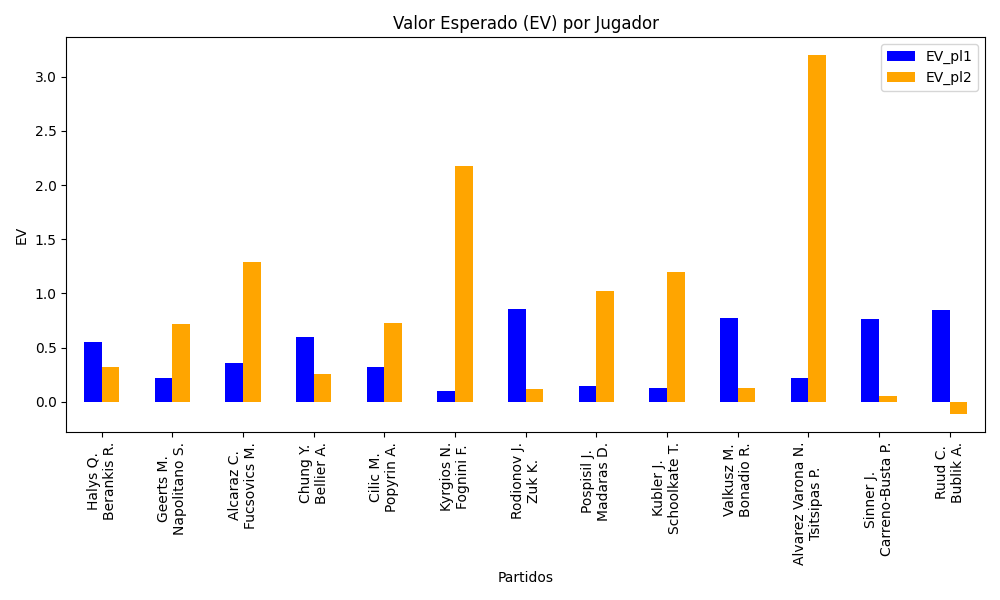 Valor Esperado (EV) por Jugador
EV_pl1
EV_pl2
3.0
2.5
2.0
1.5
1.0
0.5
0.0
EV
Halys Q.
Berankis R.
Geerts M.
Napolitano S.
Alcaraz C.
Fucsovics M.
Chung Y.
Bellier A.
Cilic M.
Popyrin A.
Kyrgios N.
Fognini F.
Rodionov J.
Zuk K.
Pospisil J.
Madaras D.
Kubler J.
Schoolkate T.
Valkusz M.
Bonadio R.
Alvarez Varona N.
Tsitsipas P.
Sinner J.
Carreno-Busta P.
Ruud C.
Bublik A.
Partidos